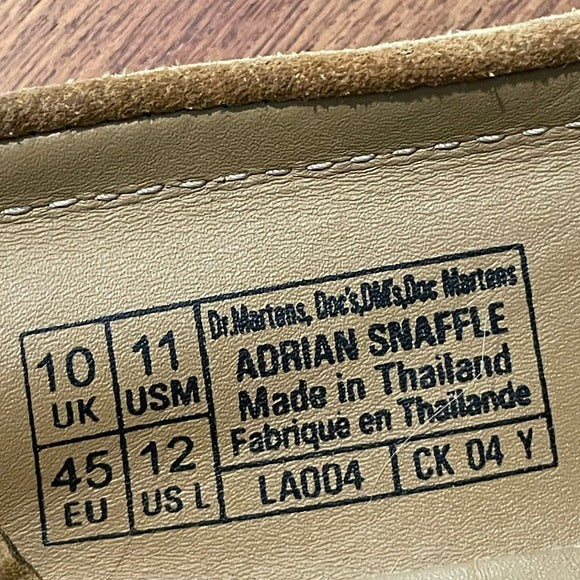 10 UK
11 USM
45 EU
12 US L
Dr.Martens, Doc's,DM's,Doc Martens
ADRIAN SNAFFLE
Made in Thailand
Fabrique en Thaïlande
LA004
CK 04 Y